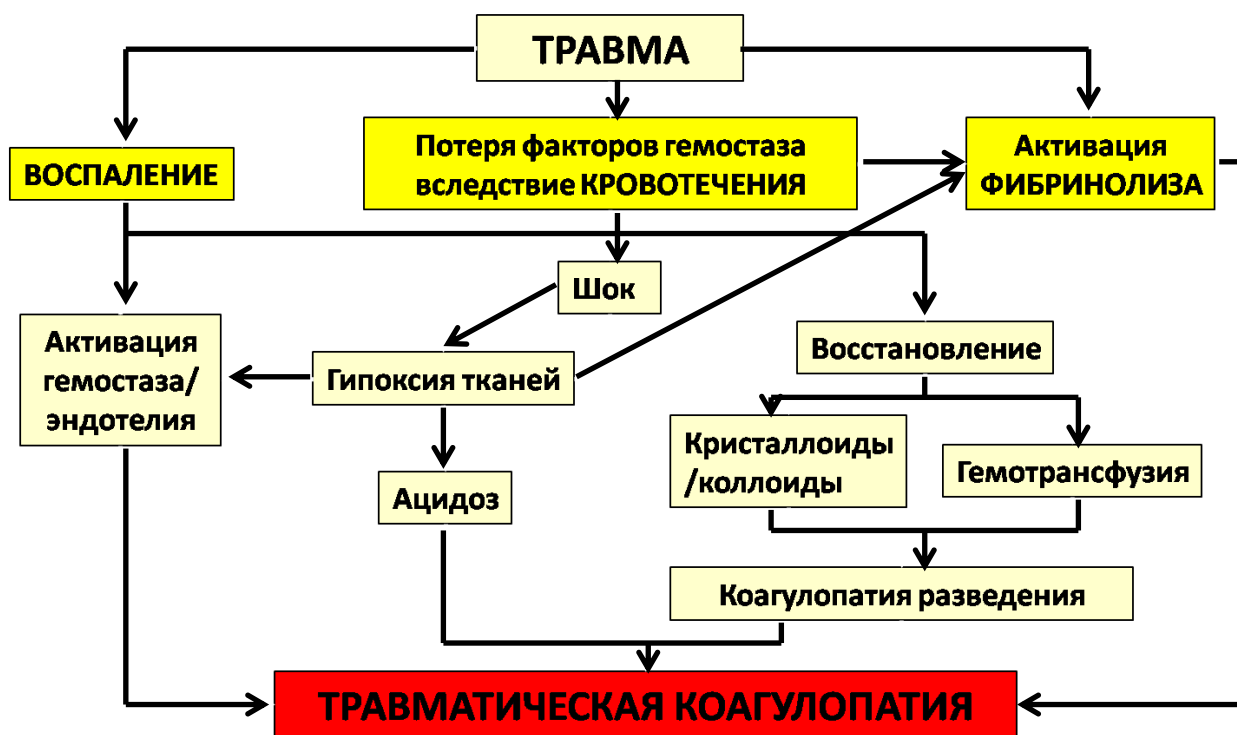 ТРАВМА
ВОСПАЛЕНИЕ
Потеря факторов гемостаза
вследствие КРОВОТЕЧЕНИЯ
Активация
ФИБРИНОЛИЗА
Шок
Активация
гемостаза/
эндотелия
Гипоксия тканей
Восстановление
Кристаллоиды
/коллоиды
Гемотрансфузия
Ацидоз
Коагулопатия разведения
ТРАВМАТИЧЕСКАЯ КОАГУЛОПАТИЯ